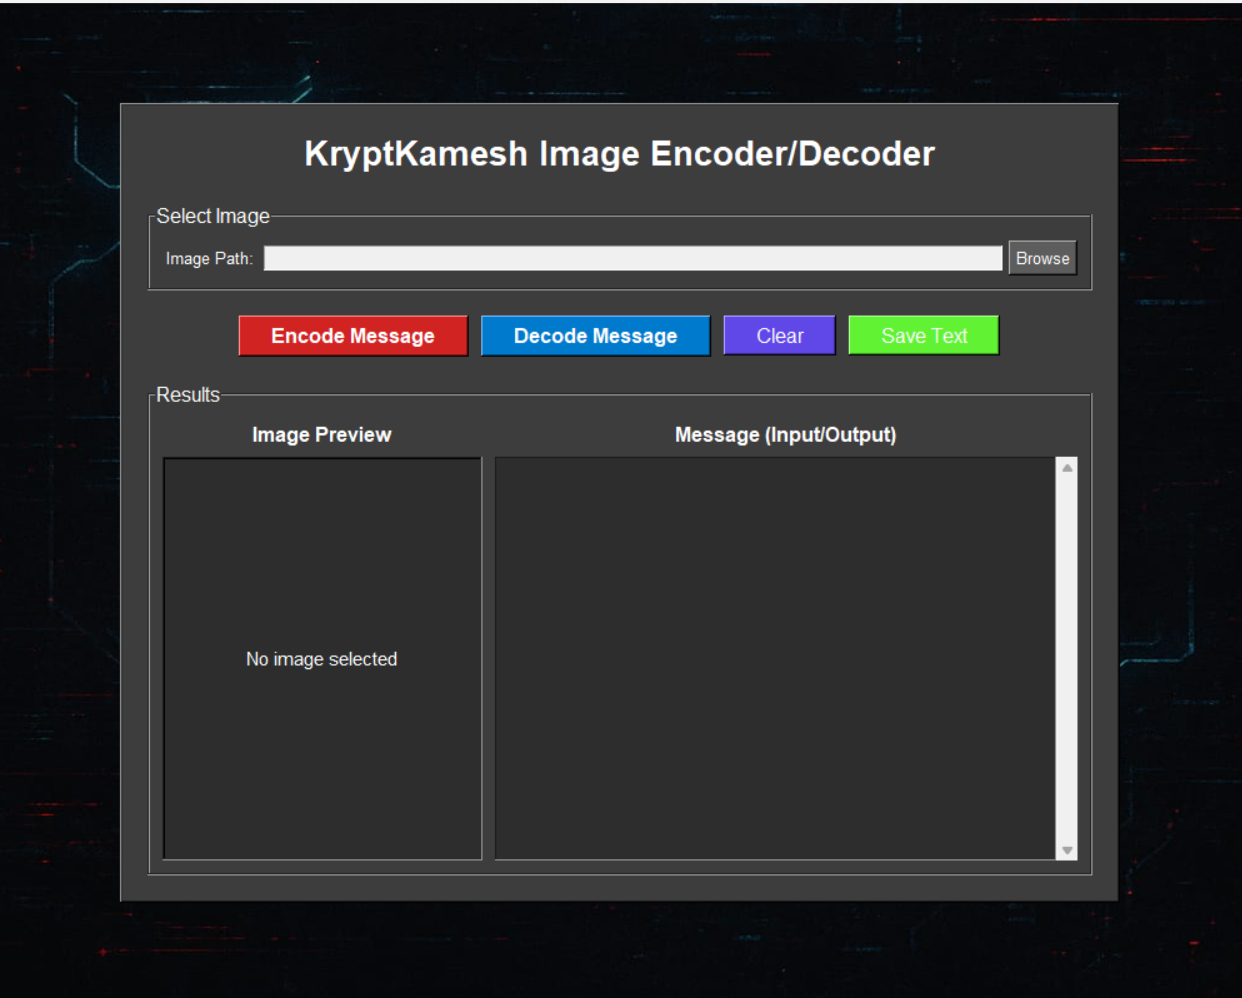 KryptKamesh Image Encoder/Decoder
Select Image
Image Path: Browse
Encode Message Decode Message Clear Save Text
Results
Image Preview Message (Input/Output)
No image selected